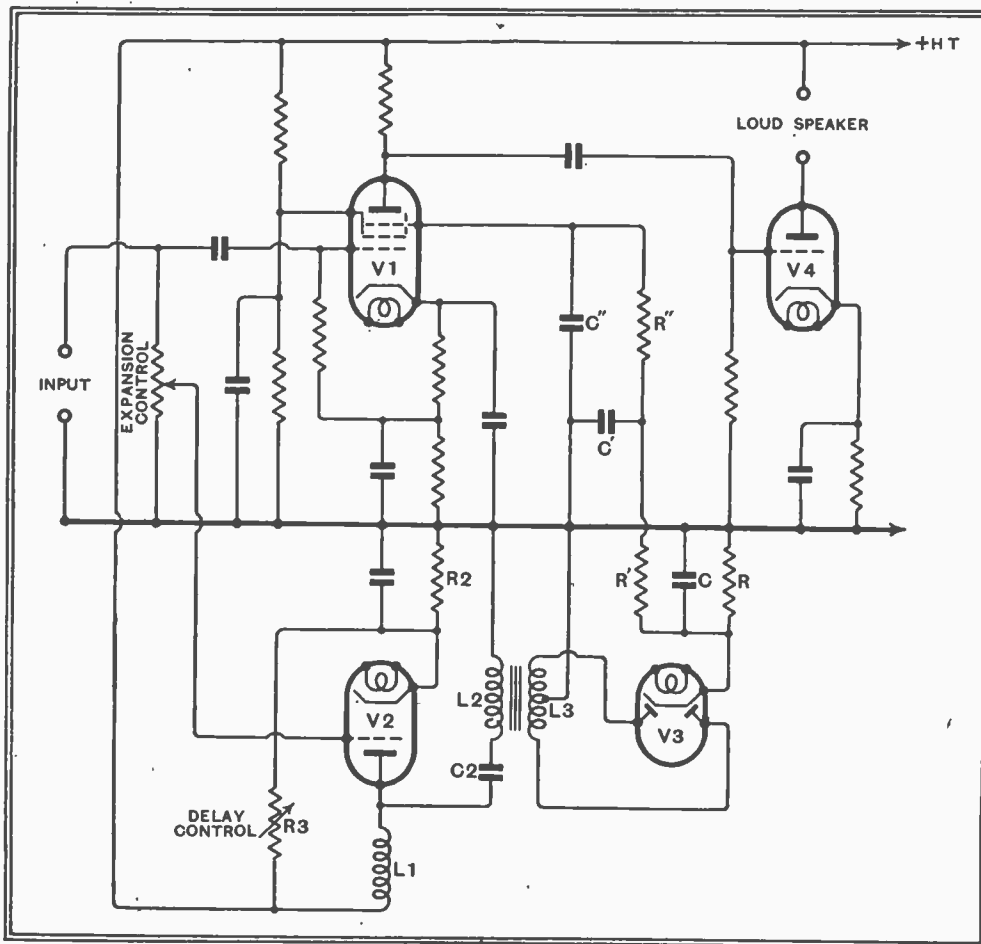 +HT
LOUD SPEAKER
V1
V4
C"
R"
INPUT
EXPANSION
CONTROL
C'
R2
R'
C
R
V2
L2
L3
V3
C2
DELAY
CONTROL
R3
L1